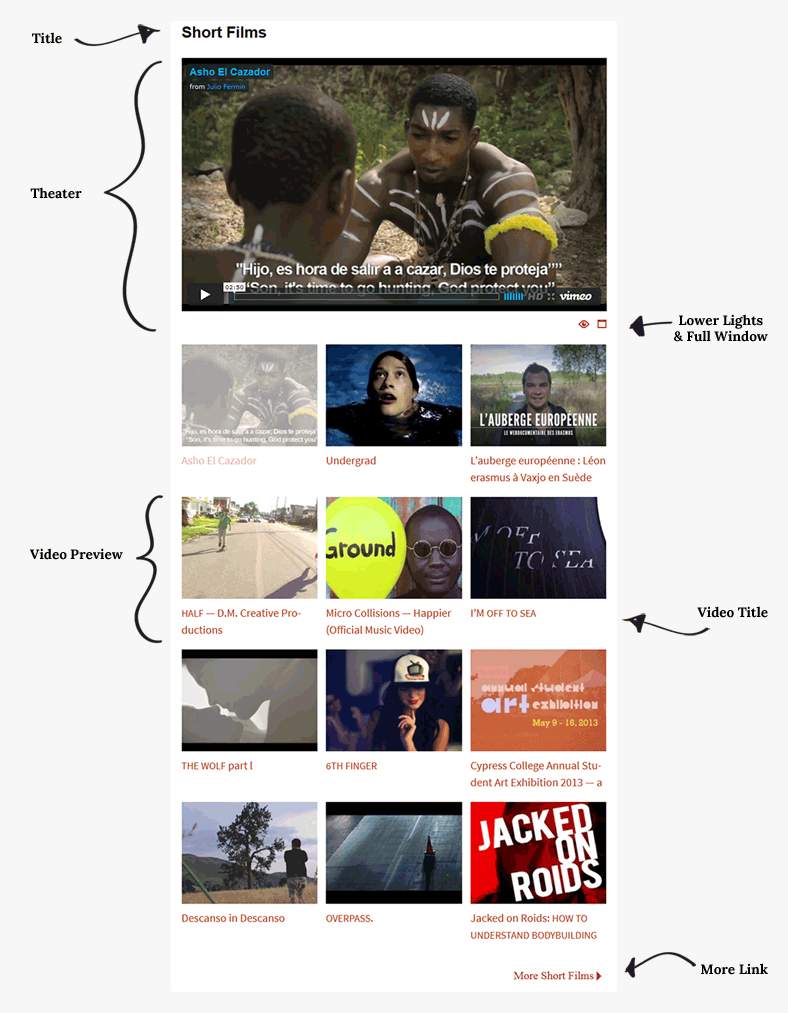 Title
Short Films
Asho El Cazador
from Julio Fermin
Theater
"Hijo, es hora de salir a a cazar, Dios te proteja""
"Son, it's time to go hunting, God protect you"
02:30
HD
vimeo
Lower Lights
& Full Window
"Hijo, es hora de salir a a cazar, Dios te proteja"
"Son, it's time to go hunting, God protect you"
L'AUBERGE EUROPÉENNE
LE WEBDOCUMENTAIRE DES ERASMUS
Asho El Cazador
Undergrad
L'auberge européenne : Léon
erasmus à Vaxjo en Suède
Video Preview
Ground
I'M OFF
TO SEA
HALF — D.M. Creative Pro-
ductions
Micro Collisions — Happier
(Official Music Video)
I'M OFF TO SEA
Video Title
annual student
art exhibition
May 9 - 16, 2013
THE WOLF part I
6TH FINGER
Cypress College Annual Stu-
dent Art Exhibition 2013 — a
JACKED
ON
ROIDS
Descanso in Descanso
OVERPASS.
Jacked on Roids: HOW TO
UNDERSTAND BODYBUILDING
More Short Films
More Link